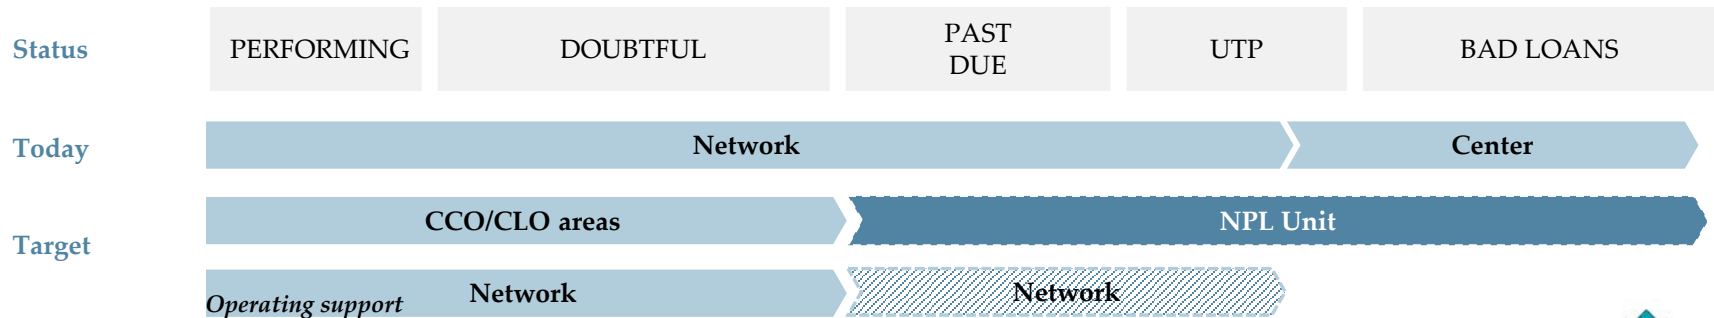 Status
PERFORMING
DOUBTFUL
PAST
DUE
UTP
BAD LOANS
Today
Network
Center
Target
CCO/CLO areas
NPL Unit
Operating support
Network
Network